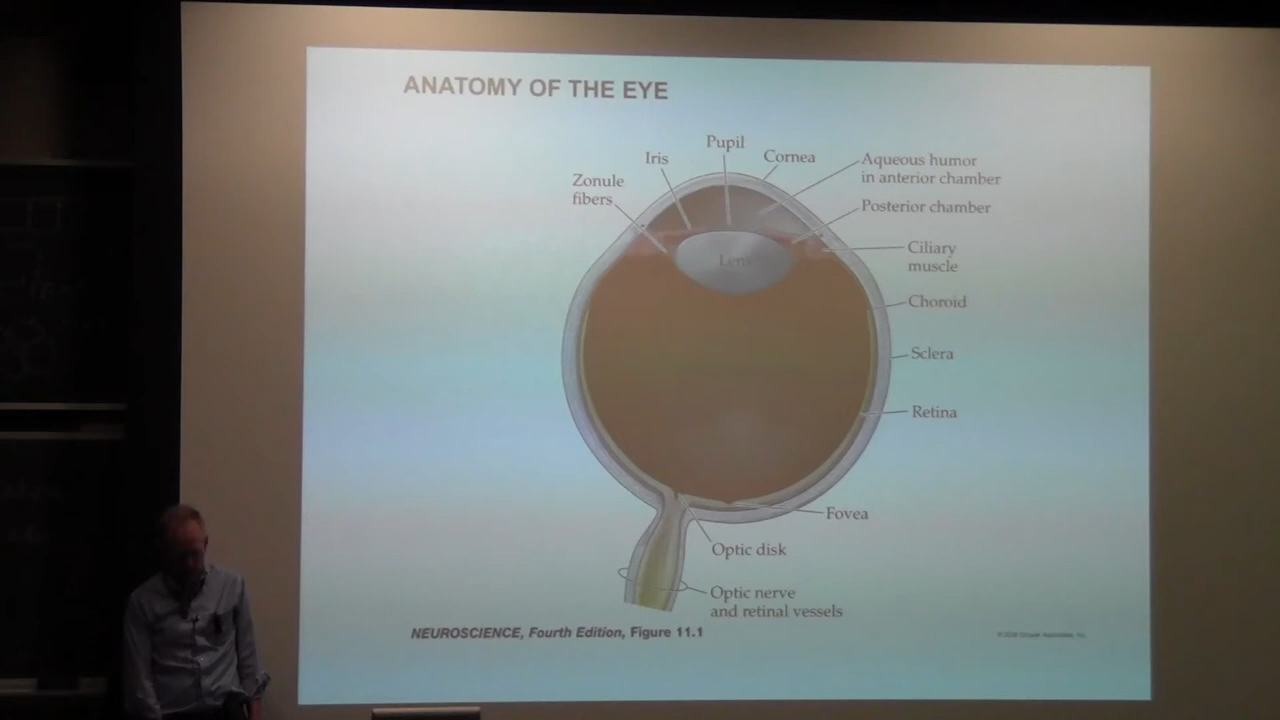 ANATOMY OF THE EYE
Pupil
Iris
Cornea
Aqueous humor
in anterior chamber
Zonule
fibers
Posterior chamber
Lens
Ciliary
muscle
Choroid
Sclera
Retina
Fovea
Optic disk
Optic nerve
and retinal vessels
NEUROSCIENCE, Fourth Edition, Figure 11.1